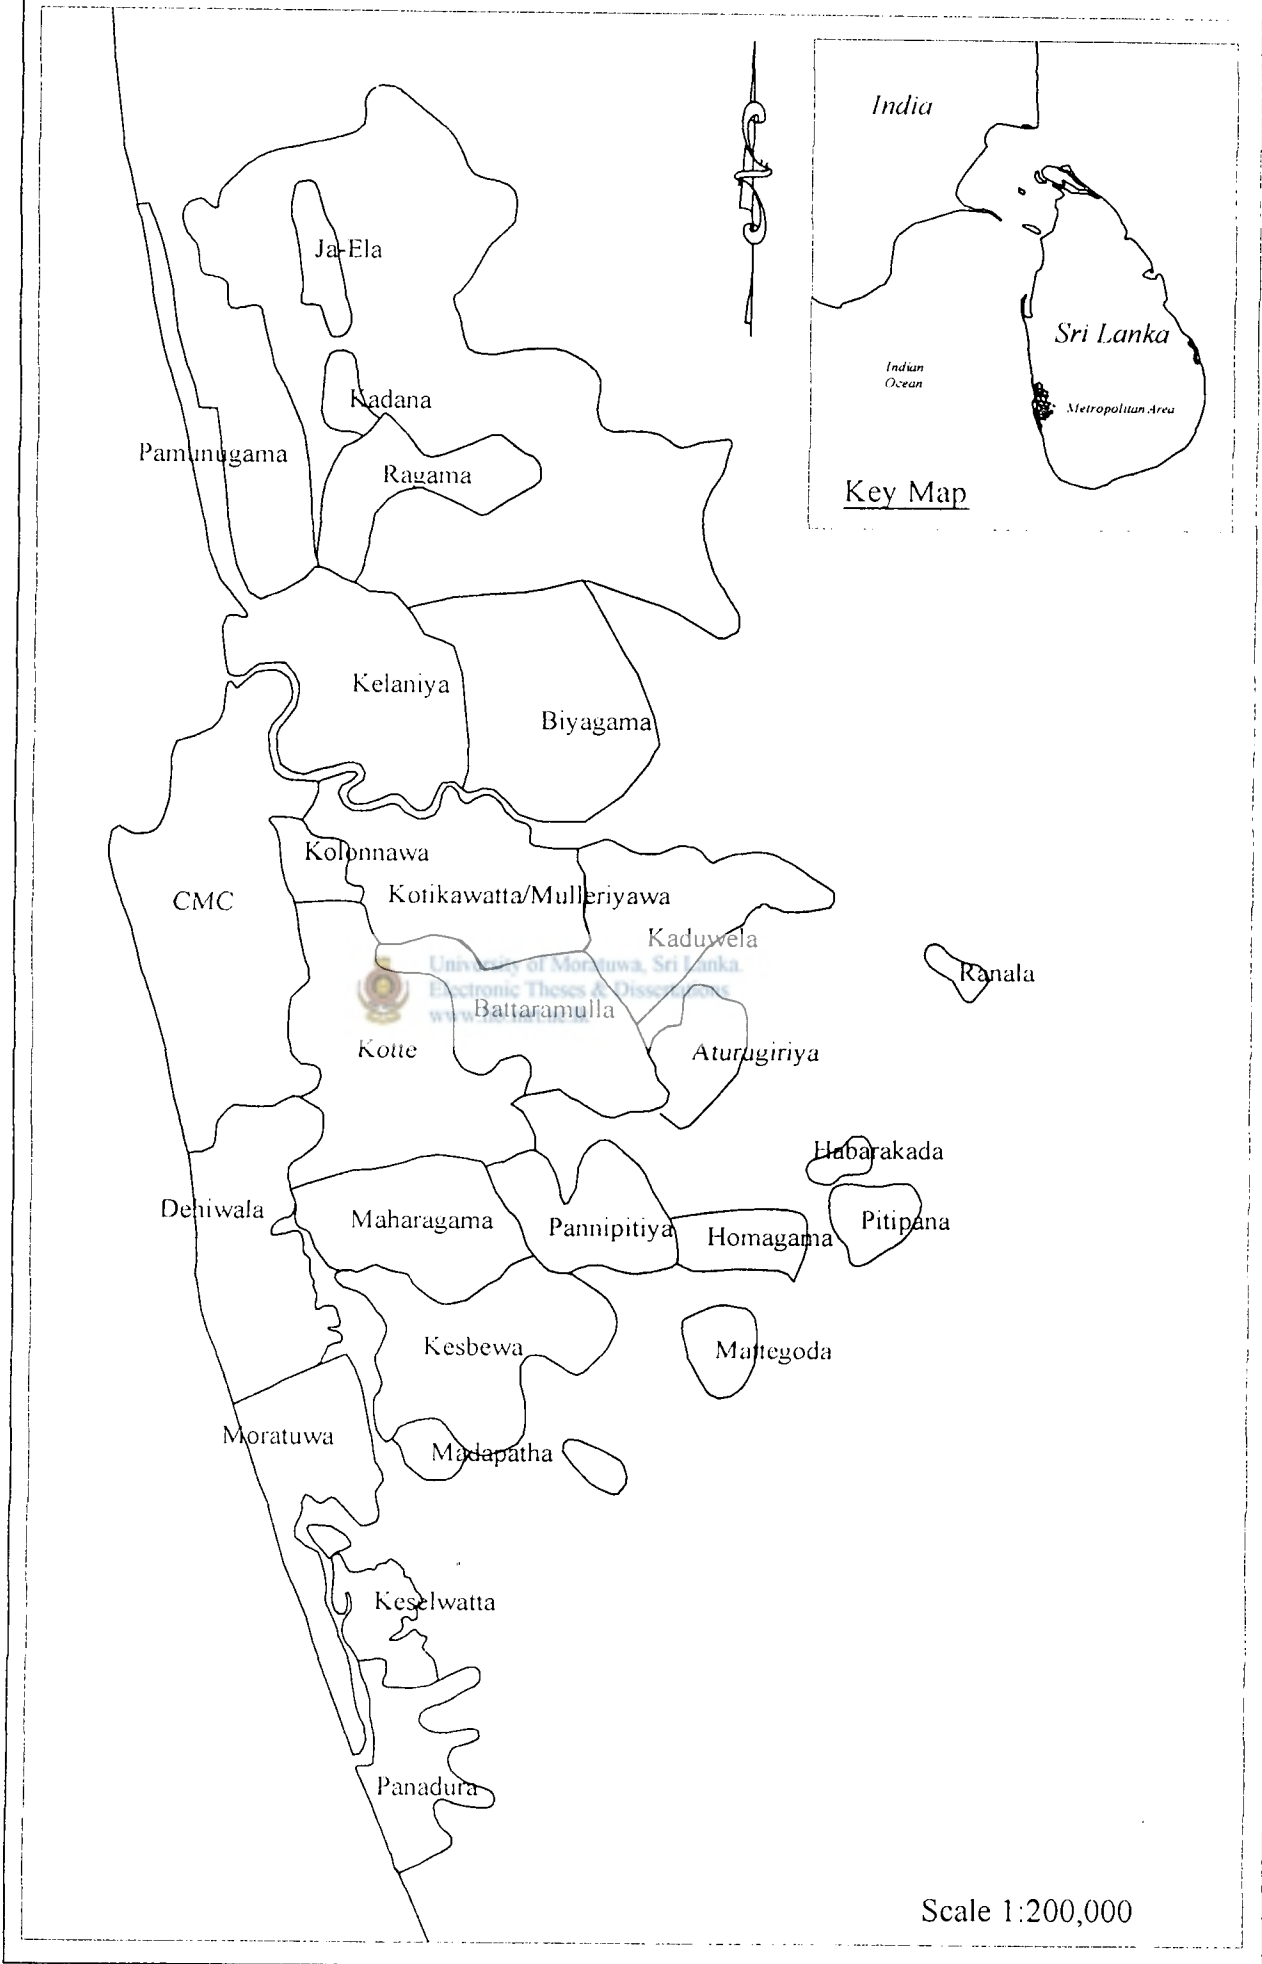 India
Sri Lanka
Indian
Ocean
Metropolitan Area
Key Map
Ja-Ela
Kadana
Pamunugama
Ragama
Kelaniya
Biyagama
Kolonnawa
CMC
Kotikawatta/Mulleriyawa
Kaduwela
University of Moratuwa, Sri Lanka.
Electronic Theses & Dissertations
Ranala
Battaramulla
Kotte
Aturugiriya
Habarakada
Dehiwala
Maharagama
Pannipitiya
Homagama
Pitipana
Kesbewa
Mattegoda
Moratuwa
Madapatha
Keselwatta
Panadura
Scale 1:200,000